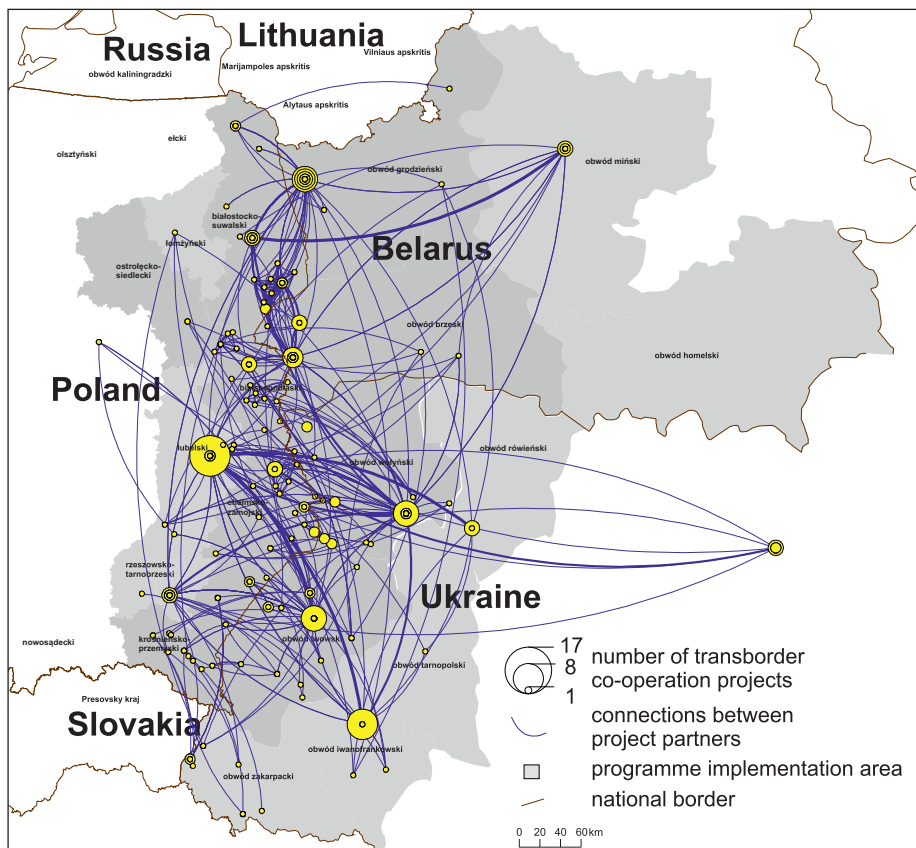 Lithuania
Russia
Vilniaus apskritis
Marijampoles apskritis
obwód kaliningradzki
Alytaus apskritis
ełcki
olsztyński
obwód miński
obwód grodzieński
białostocko-
suwalski
łomżyński
Belarus
ostrołęcko-
siedlecki
obwód brzeski
obwód homelski
Poland
bialskopodlaski
lubelski
obwód rówieński
obwód wołyński
chełmsko-
zamojski
rzeszowsko-
tarnobrzeski
Ukraine
nowosądecki
krośnieńsko-
przemyski
obwód lwowski
obwód tarnopolski
Presovsky kraj
Slovakia
obwód iwanofrankowski
obwód zakarpacki
17
8
1
number of transborder
co-operation projects
connections between
project partners
programme implementation area
national border
0 20 40 60 km